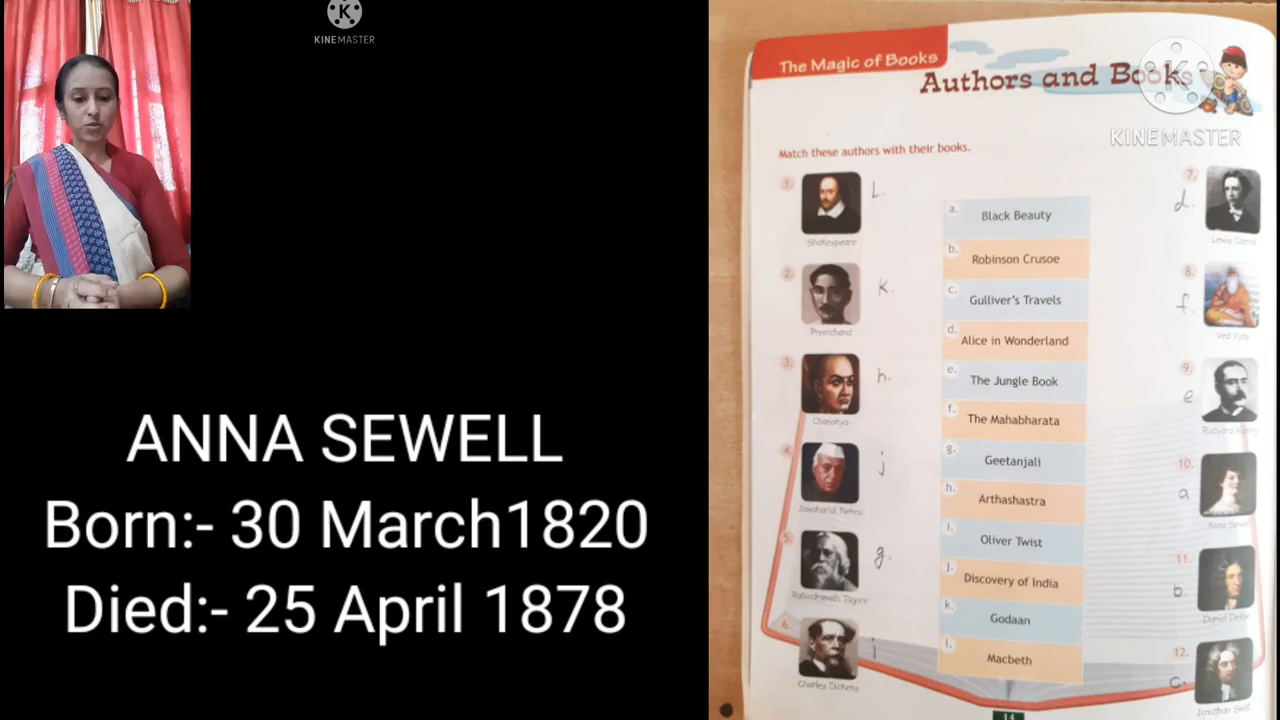 KINEMASTER
ANNA SEWELL
Born:- 30 March1820
Died:- 25 April 1878
The Magic of Books
Authors and Books
KINEMASTER
Match these authors with their books.
1.
L.
Shakespeare
2.
k.
Premchand
3.
h.
Chanakya
4.
j
Jawaharlal Nehru
5.
g.
Rabindranath Tagore
6.
i
Charles Dickens
a. Black Beauty
b. Robinson Crusoe
c. Gulliver's Travels
d. Alice in Wonderland
e. The Jungle Book
f. The Mahabharata
g. Geetanjali
h. Arthashastra
i. Oliver Twist
j. Discovery of India
k. Godaan
l. Macbeth
14
7.
d.
Lewis Carroll
8.
f.
Ved Vyas
9.
e
Rudyard Kipling
10.
a
Anna Sewell
11.
b.
Daniel Defoe
12.
c.
Jonathan Swift